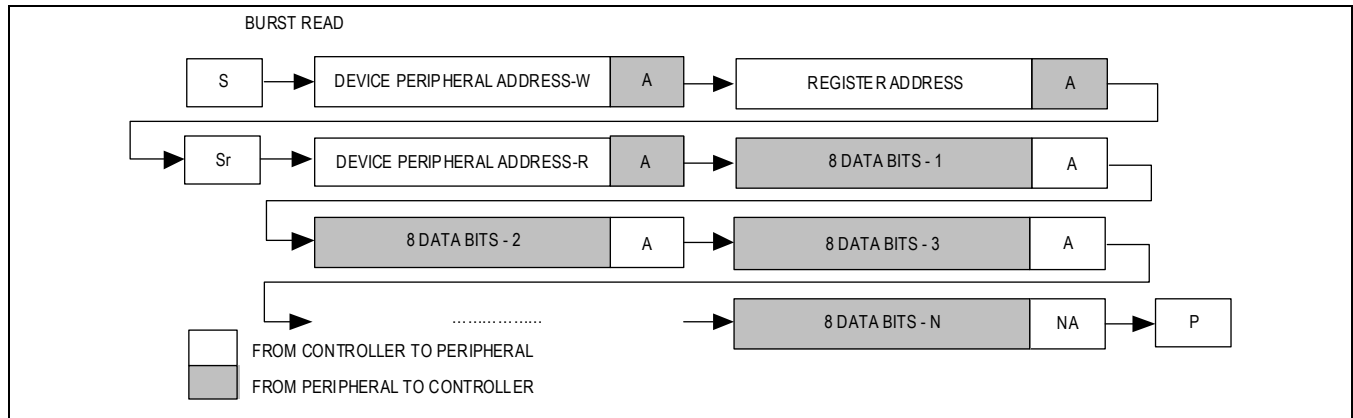 BURST READ
S
DEVICE PERIPHERAL ADDRESS-W
A
REGISTER ADDRESS
A
Sr
DEVICE PERIPHERAL ADDRESS-R
A
8 DATA BITS - 1
A
8 DATA BITS - 2
A
8 DATA BITS - 3
A
.................
8 DATA BITS - N
NA
P
FROM CONTROLLER TO PERIPHERAL
FROM PERIPHERAL TO CONTROLLER